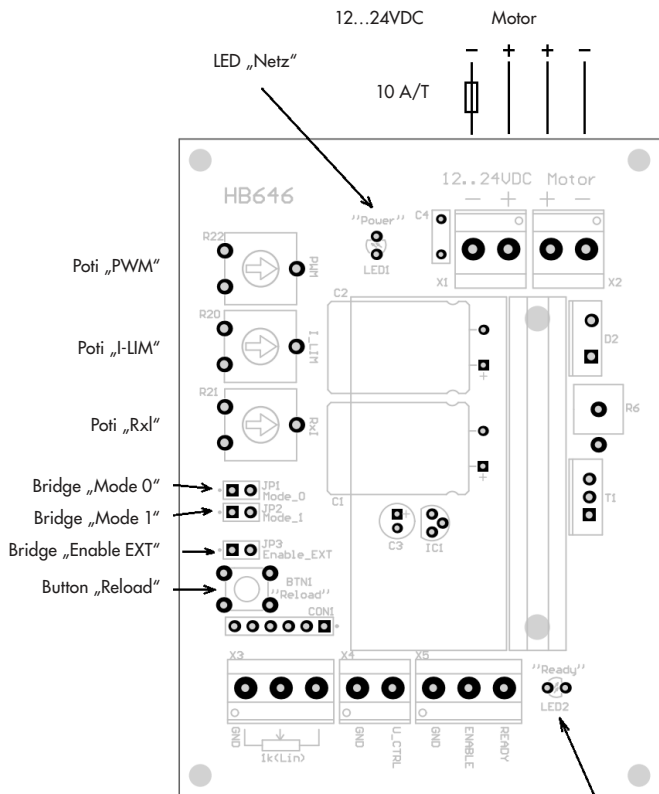 12...24VDC Motor
− + + −
LED „Netz“
10 A/T
12..24VDC Motor
− + + −
HB646
"Power"
C4
R22
LED1
PWM
Poti „PWM“
X1
X2
C2
R20
I_LIM
Poti „I-LIM“
D2
+
R21
RxI
Poti „RxI“
R6
+
Bridge „Mode 0“
JP1
Mode_0
C1
T1
Bridge „Mode 1“
JP2
Mode_1
+
C3
IC1
Bridge „Enable EXT“
JP3
Enable_EXT
Button „Reload“
BTN1
"Reload"
CON1
X3
X4
X5
"Ready"
LED2
GND
Ik(Lin)
GND
U_CTRL
GND
ENABLE
READY